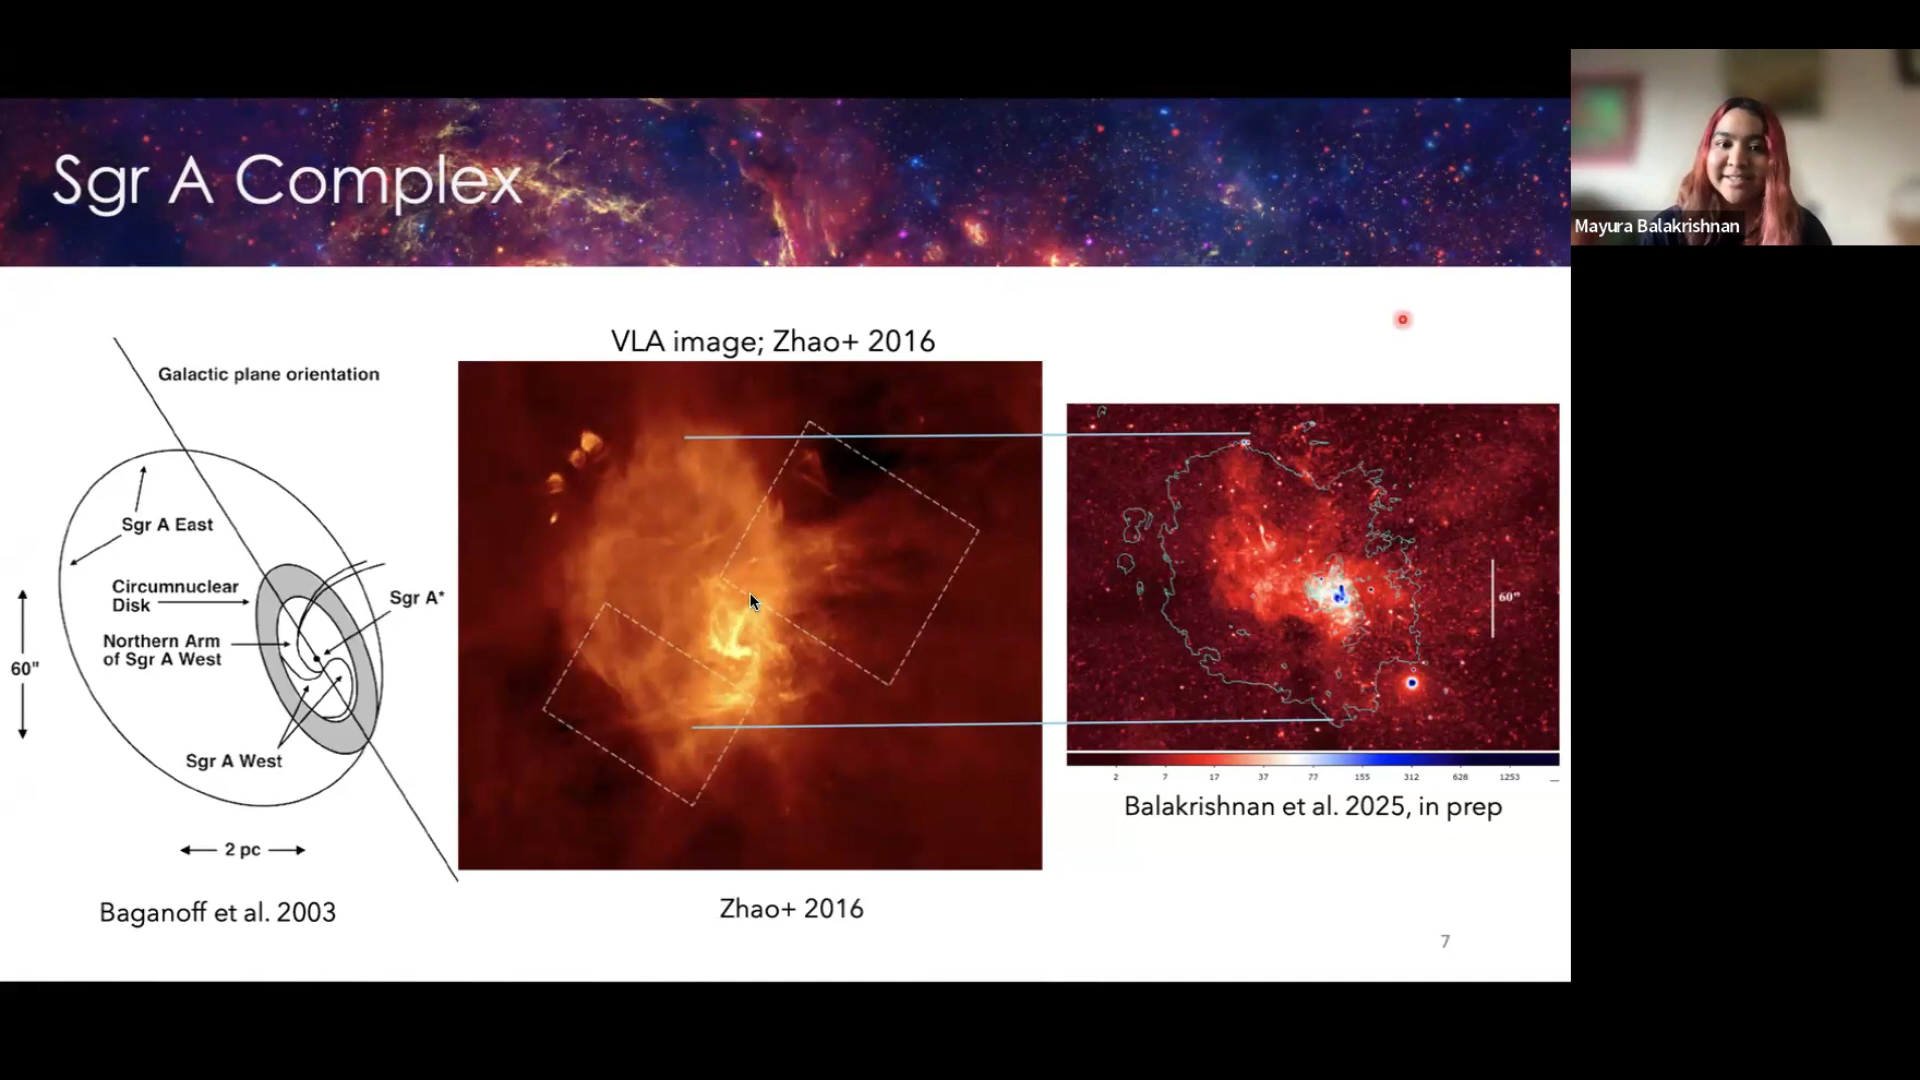 Sgr A Complex
Mayura Balakrishnan
VLA image; Zhao+ 2016
Galactic plane orientation
Sgr A East
Circumnuclear
Disk
Sgr A*
Northern Arm
of Sgr A West
60"
Sgr A West
2 pc
Baganoff et al. 2003
Zhao+ 2016
60"
2 7 17 37 77 155 312 628 1253
Balakrishnan et al. 2025, in prep
7